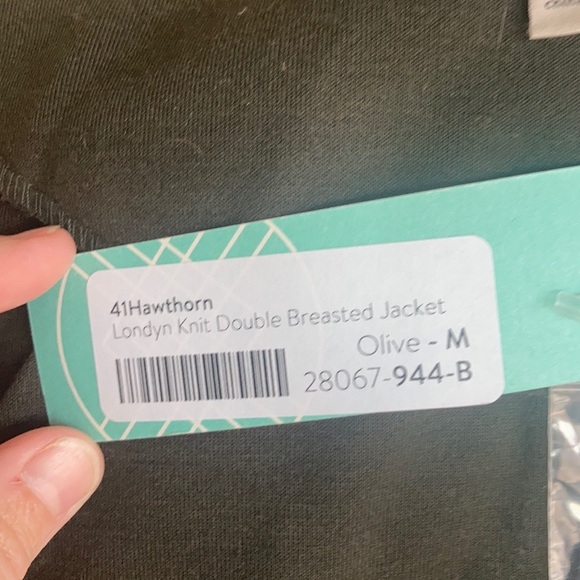 41Hawthorn
Londyn Knit Double Breasted Jacket
Olive - M
28067-944-B